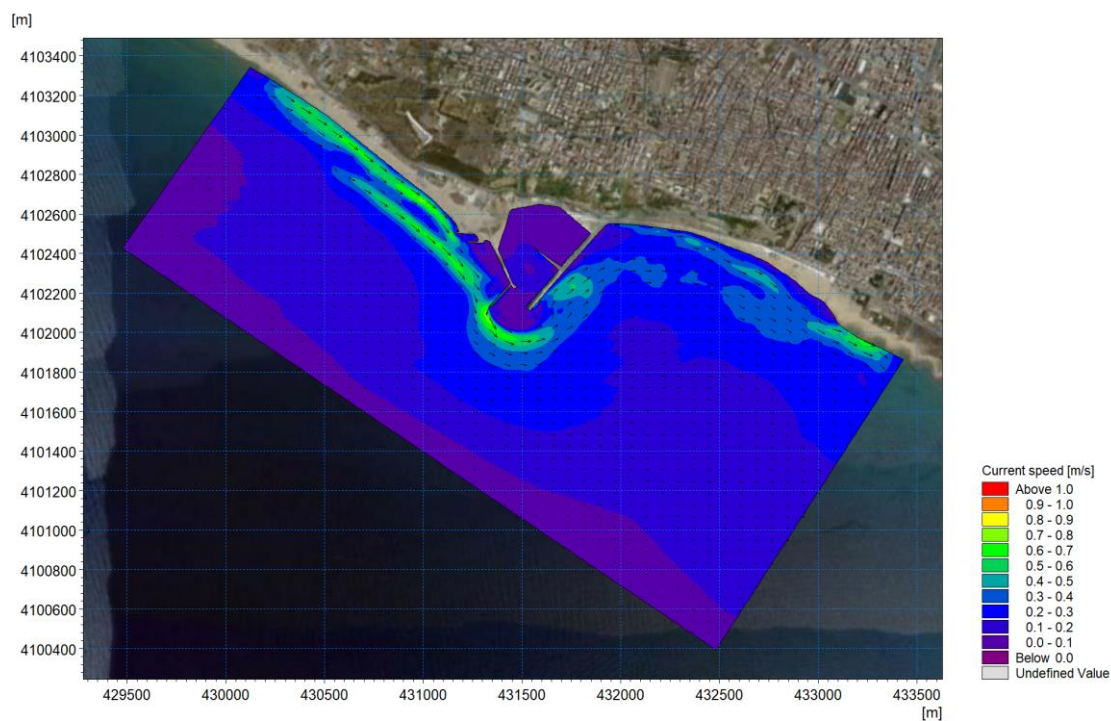 [m]
4103400
4103200
4103000
4102800
4102600
4102400
4102200
4102000
4101800
4101600
4101400
4101200
4101000
4100800
4100600
4100400
429500 430000 430500 431000 431500 432000 432500 433000 433500
[m]
Current speed [m/s]
Above 1.0
0.9 - 1.0
0.8 - 0.9
0.7 - 0.8
0.6 - 0.7
0.5 - 0.6
0.4 - 0.5
0.3 - 0.4
0.2 - 0.3
0.1 - 0.2
0.0 - 0.1
Below 0.0
Undefined Value